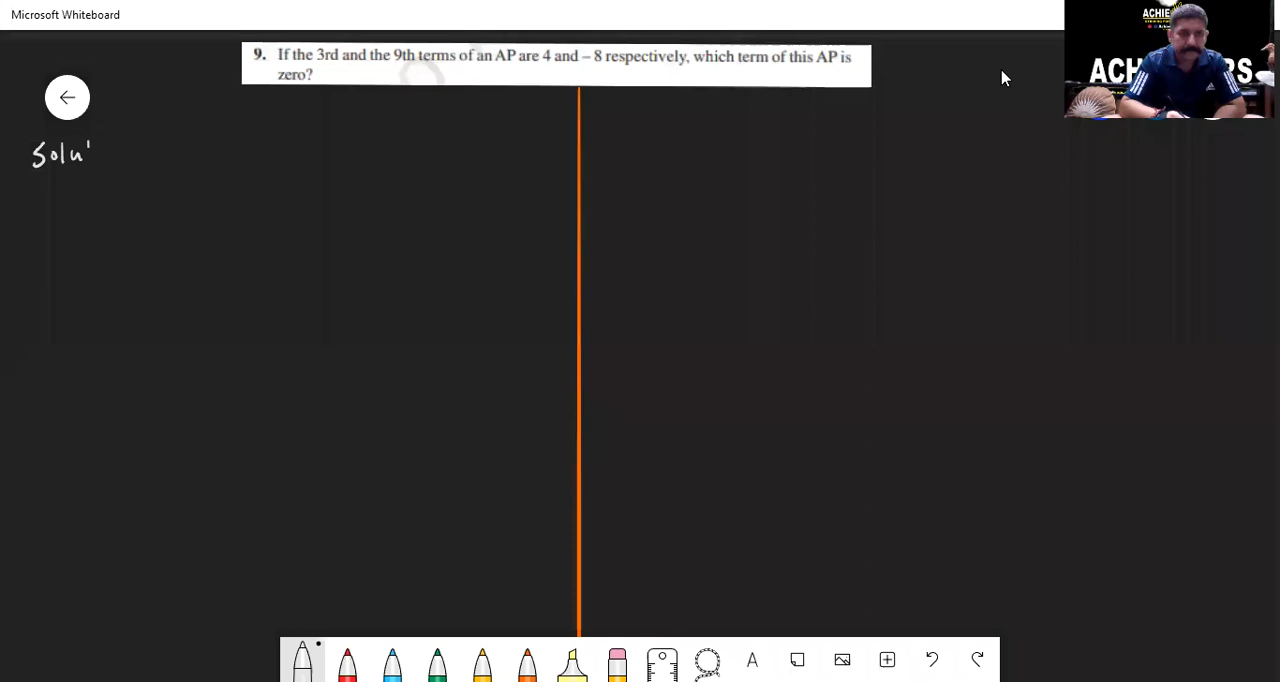 Microsoft Whiteboard
9. If the 3rd and the 9th terms of an AP are 4 and – 8 respectively, which term of this AP is
zero?
Solu'
A